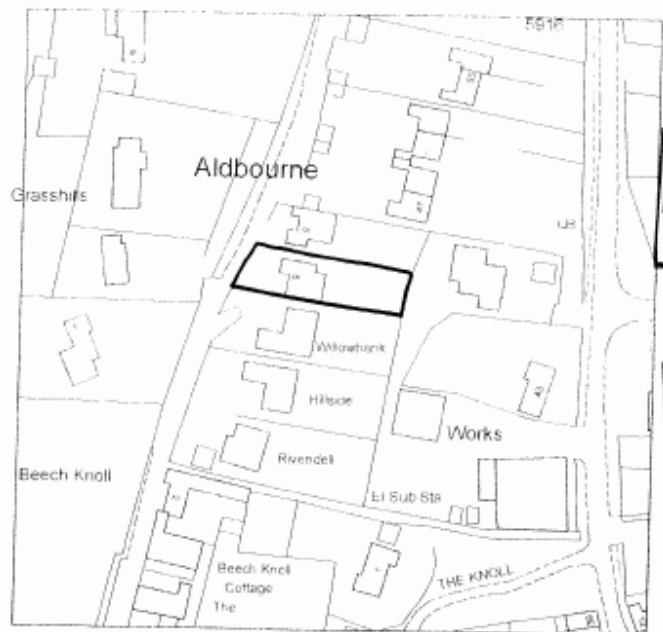 5916
Aldbourne
Grasshills
LB
Willowbank
Hillside
43
Works
Rivendell
Beech Knoll
El Sub Sta
Beech Knoll
Cottage
The
THE KNOLL